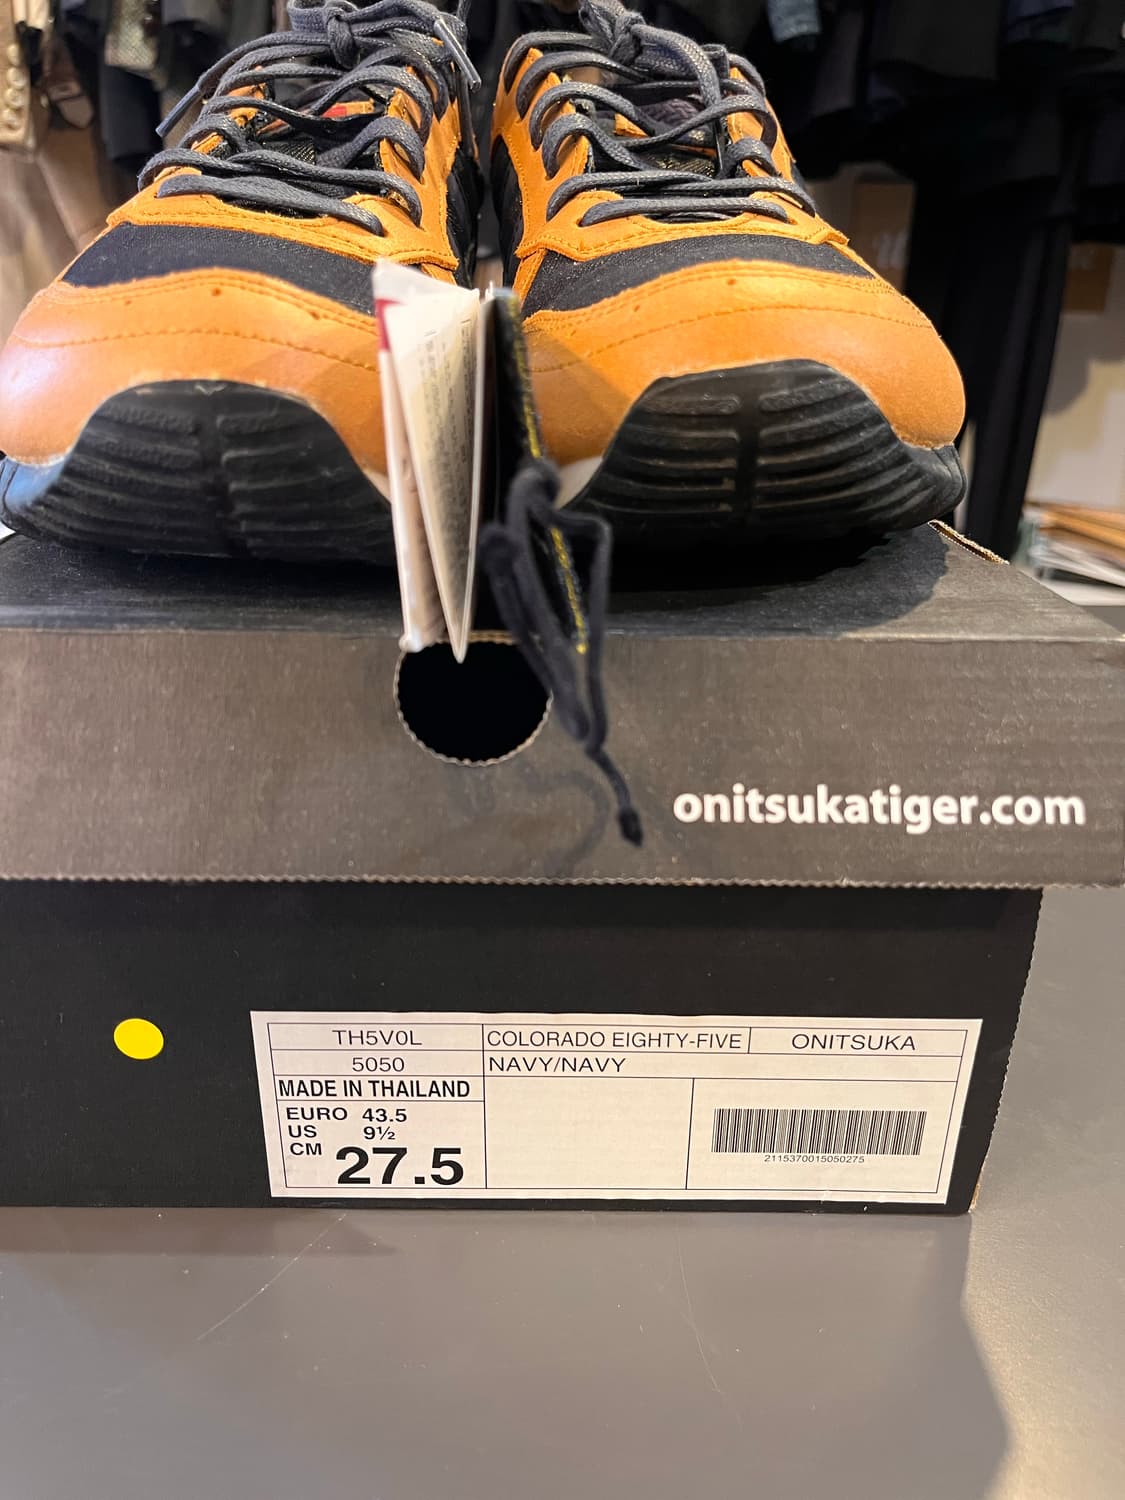 onitsukatiger.com
TH5V0L COLORADO EIGHTY-FIVE ONITSUKA
5050 NAVY/NAVY
MADE IN THAILAND
EURO 43.5
US 9½
CM 27.5
2115370015050275